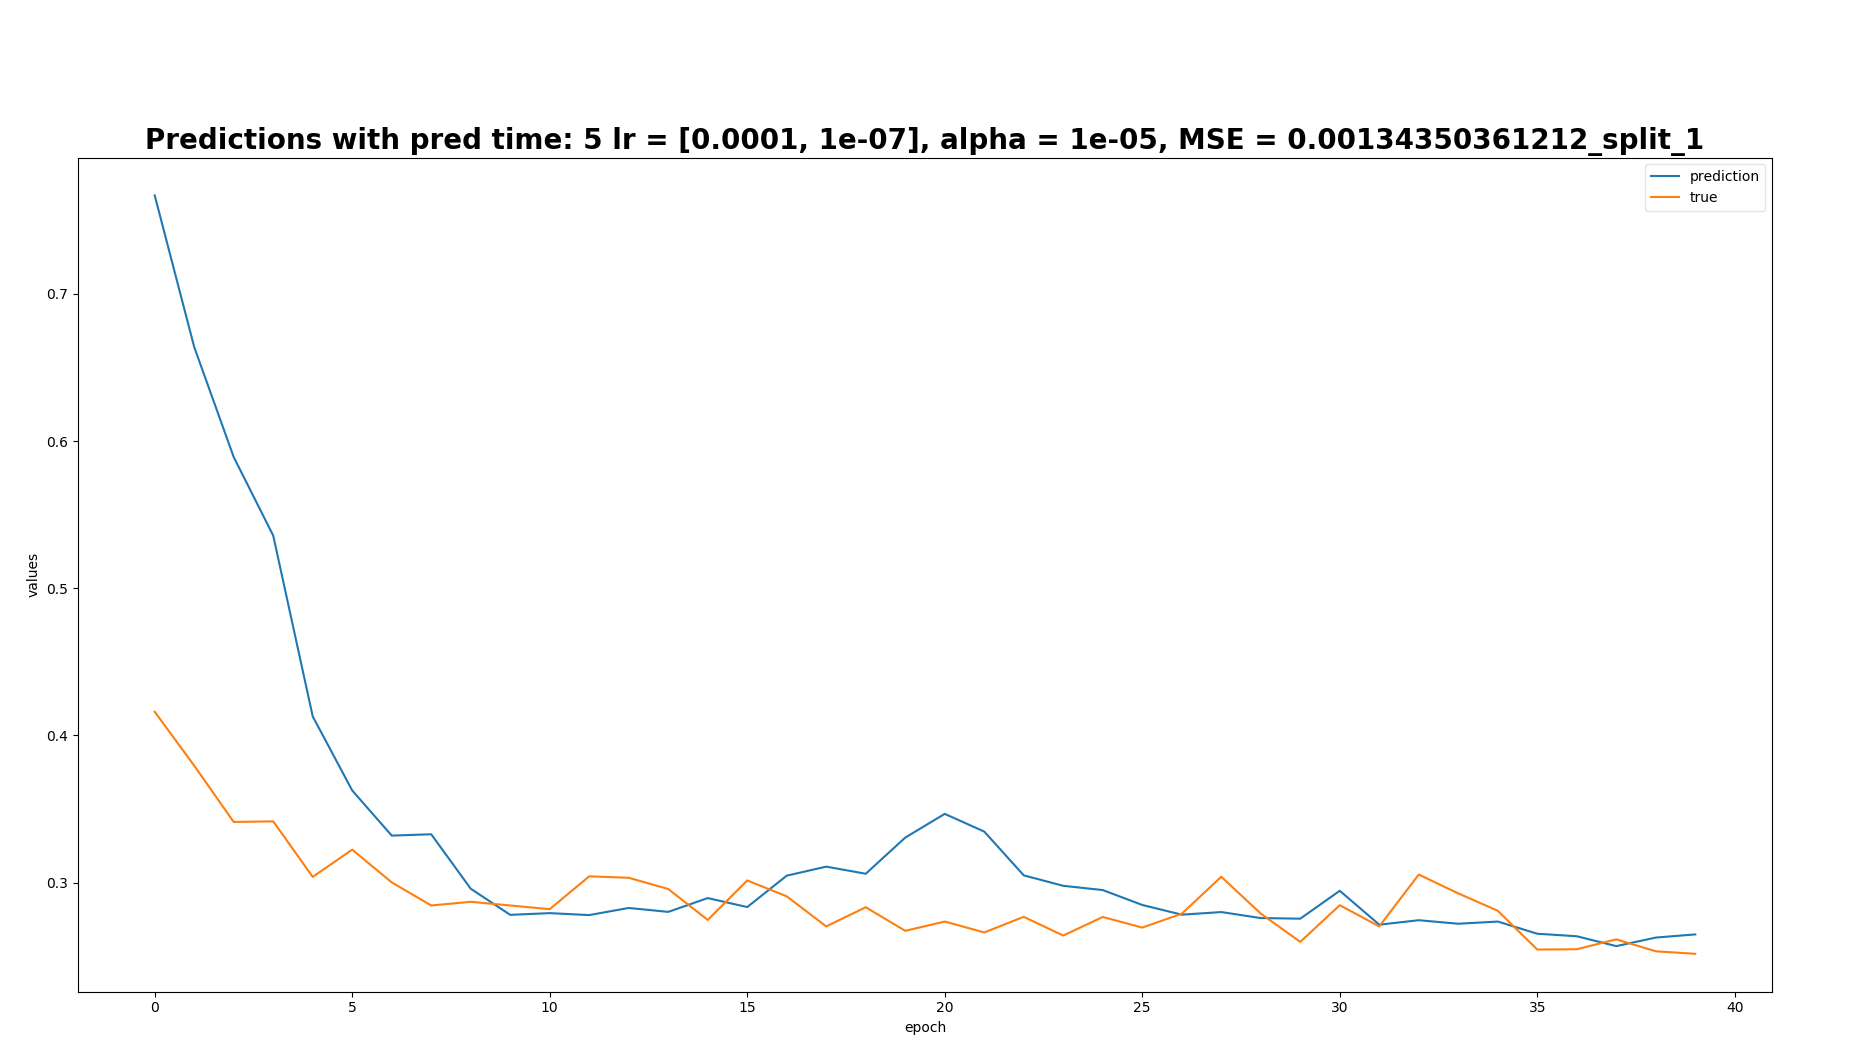 Predictions with pred time: 5 lr = [0.0001, 1e-07], alpha = 1e-05, MSE = 0.00134350361212_split_1
prediction
true
values
0.7
0.6
0.5
0.4
0.3
0 5 10 15 20 25 30 35 40
epoch